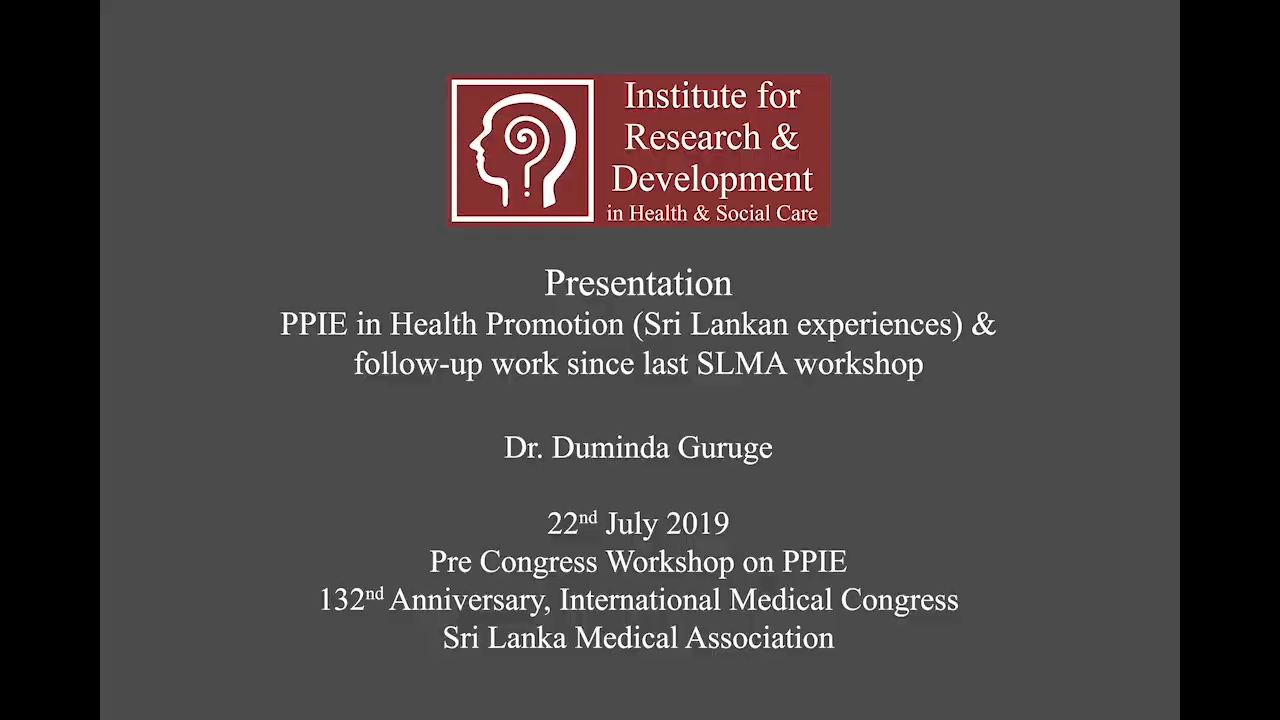 Institute for
Research &
Development
in Health & Social Care
Presentation
PPIE in Health Promotion (Sri Lankan experiences) &
follow-up work since last SLMA workshop
Dr. Duminda Guruge
22nd July 2019
Pre Congress Workshop on PPIE
132nd Anniversary, International Medical Congress
Sri Lanka Medical Association